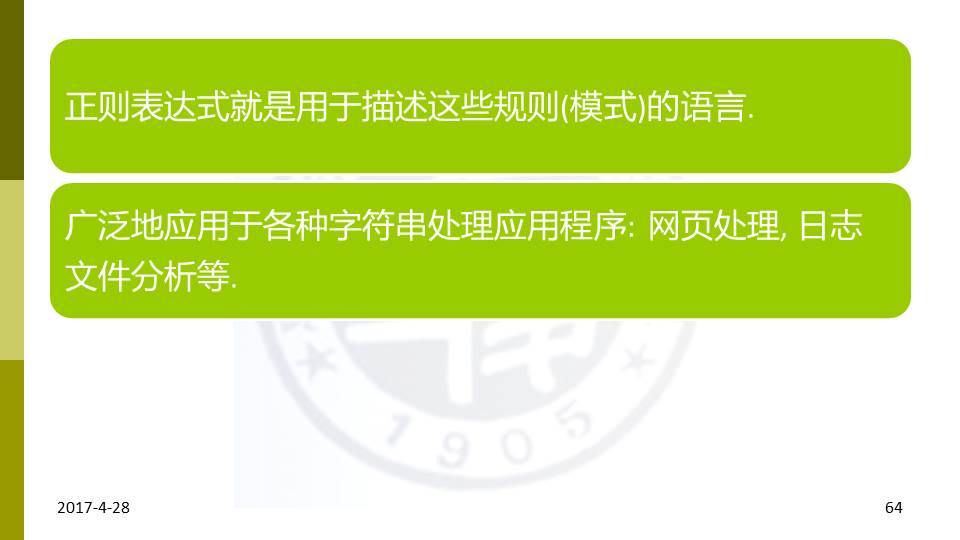 正则表达式就是用于描述这些规则(模式)的语言.
广泛地应用于各种字符串处理应用程序: 网页处理, 日志
文件分析等.
1905
2017-4-28
64